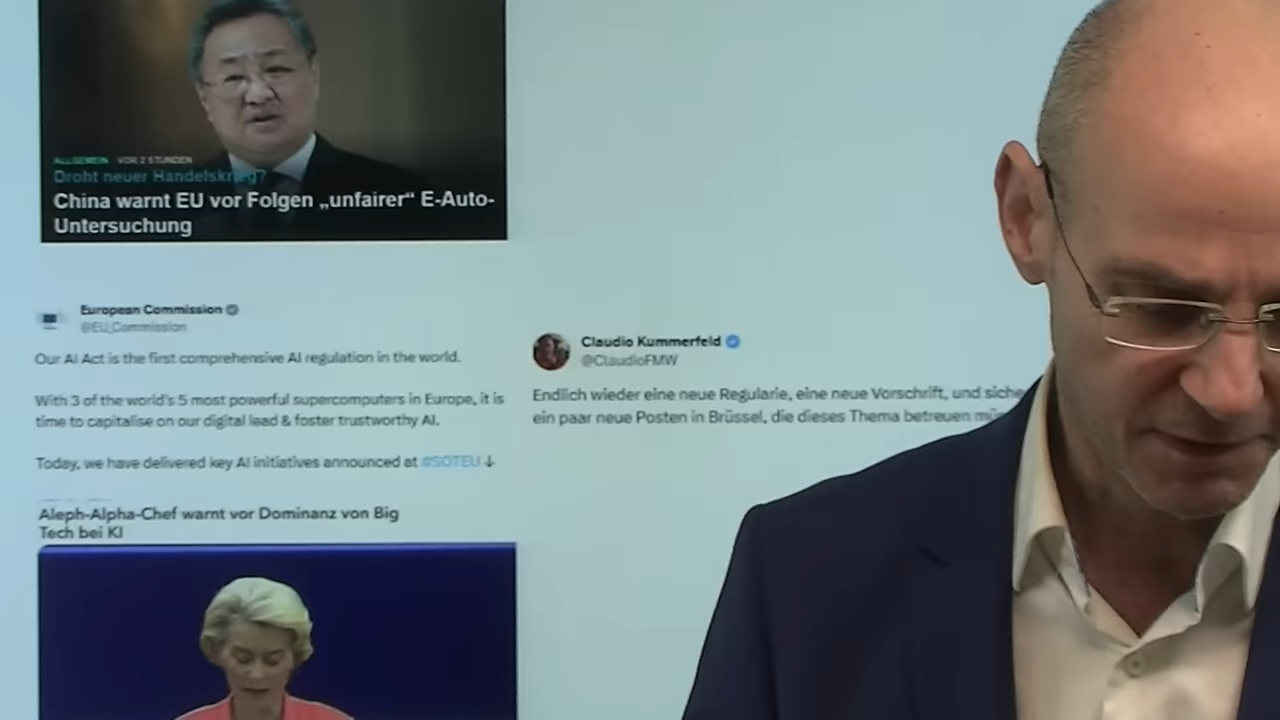 ALLGEMEIN VOR 2 STUNDEN
Droht neuer Handelskrieg?
China warnt EU vor Folgen „unfairer“ E-Auto-
Untersuchung
European Commission
@EU_Commission
Our AI Act is the first comprehensive AI regulation in the world.
With 3 of the world's 5 most powerful supercomputers in Europe, it is
time to capitalise on our digital lead & foster trustworthy AI.
Today, we have delivered key AI initiatives announced at #SOTEU ↓
Aleph-Alpha-Chef warnt vor Dominanz von Big
Tech bei KI
Claudio Kummerfeld
@ClaudioFMW
Endlich wieder eine neue Regularie, eine neue Vorschrift, und siche
ein paar neue Posten in Brüssel, die dieses Thema betreuen